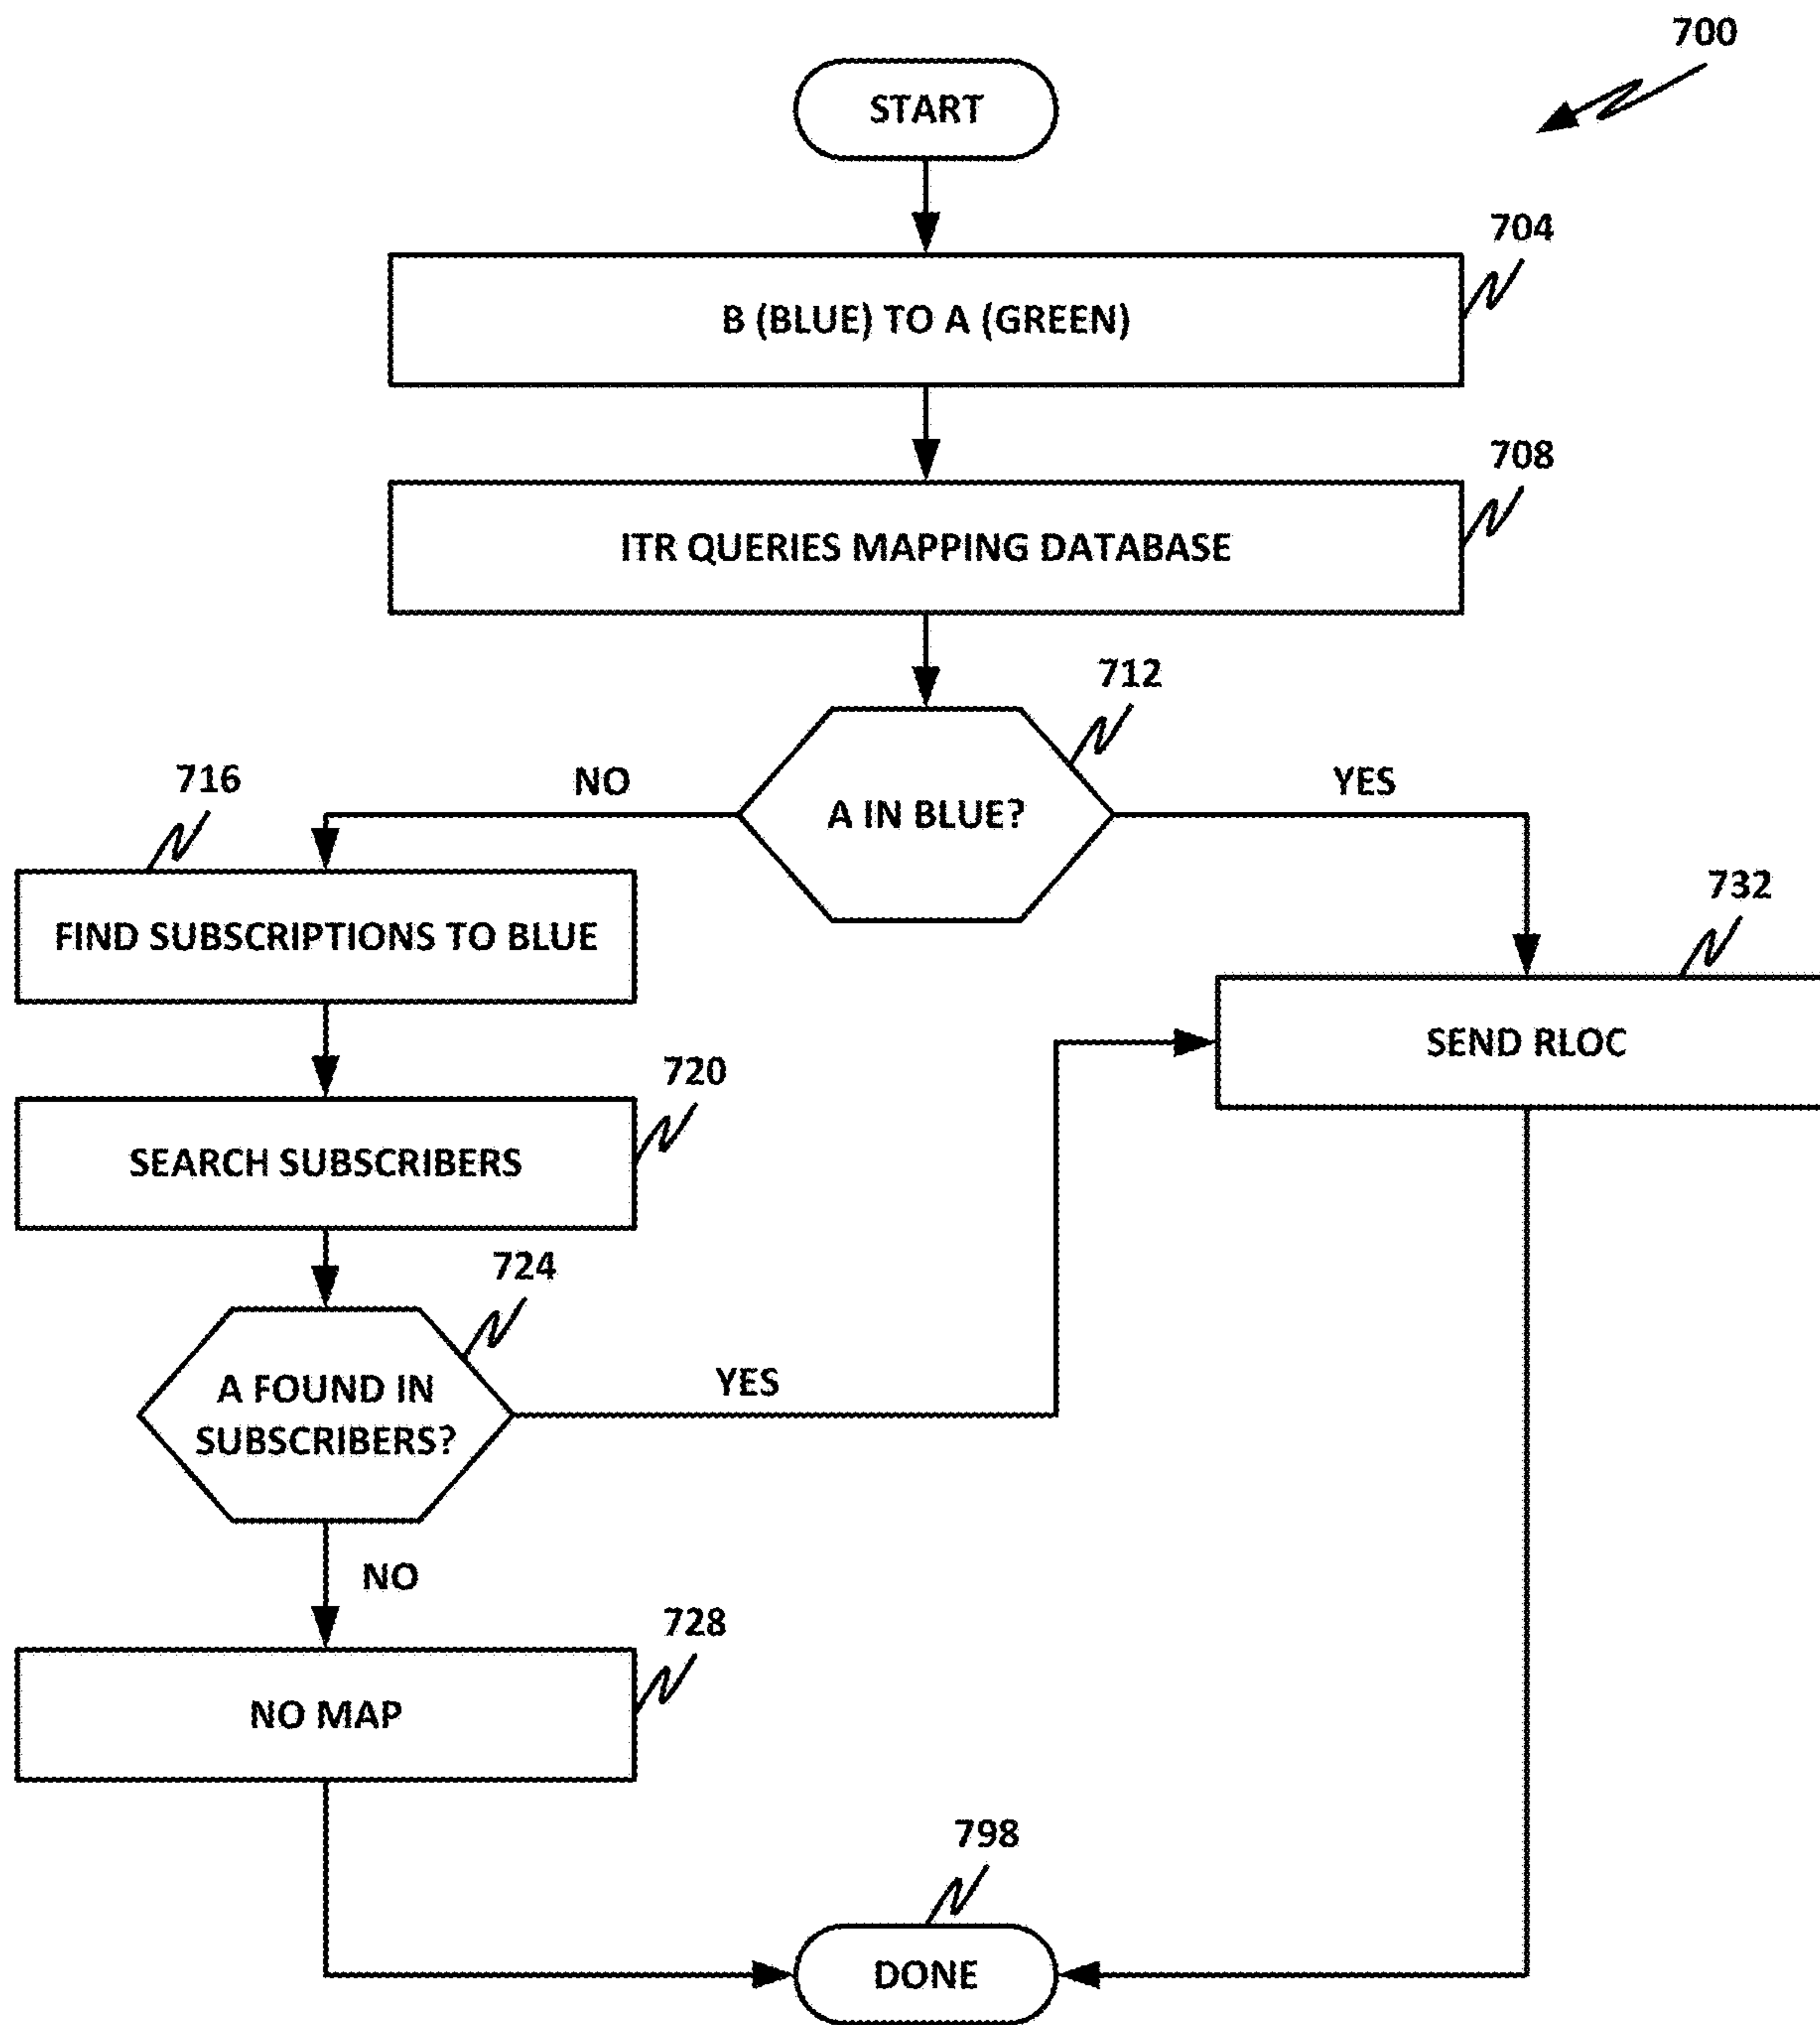 700
START
704
B (BLUE) TO A (GREEN)
708
ITR QUERIES MAPPING DATABASE
712
A IN BLUE?
NO
YES
716
FIND SUBSCRIPTIONS TO BLUE
732
SEND RLOC
720
SEARCH SUBSCRIBERS
724
A FOUND IN
SUBSCRIBERS?
YES
NO
728
NO MAP
798
DONE